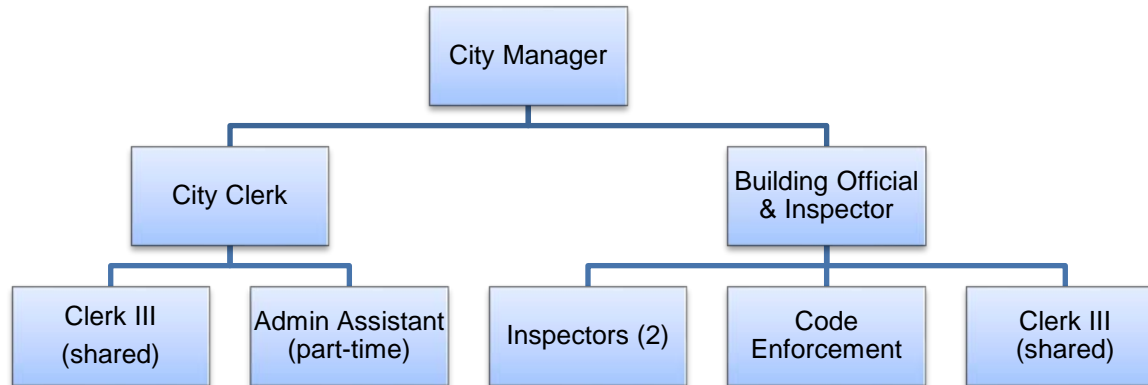 City Manager
City Clerk
Building Official
& Inspector
Clerk III
(shared)
Admin Assistant
(part-time)
Inspectors (2)
Code
Enforcement
Clerk III
(shared)